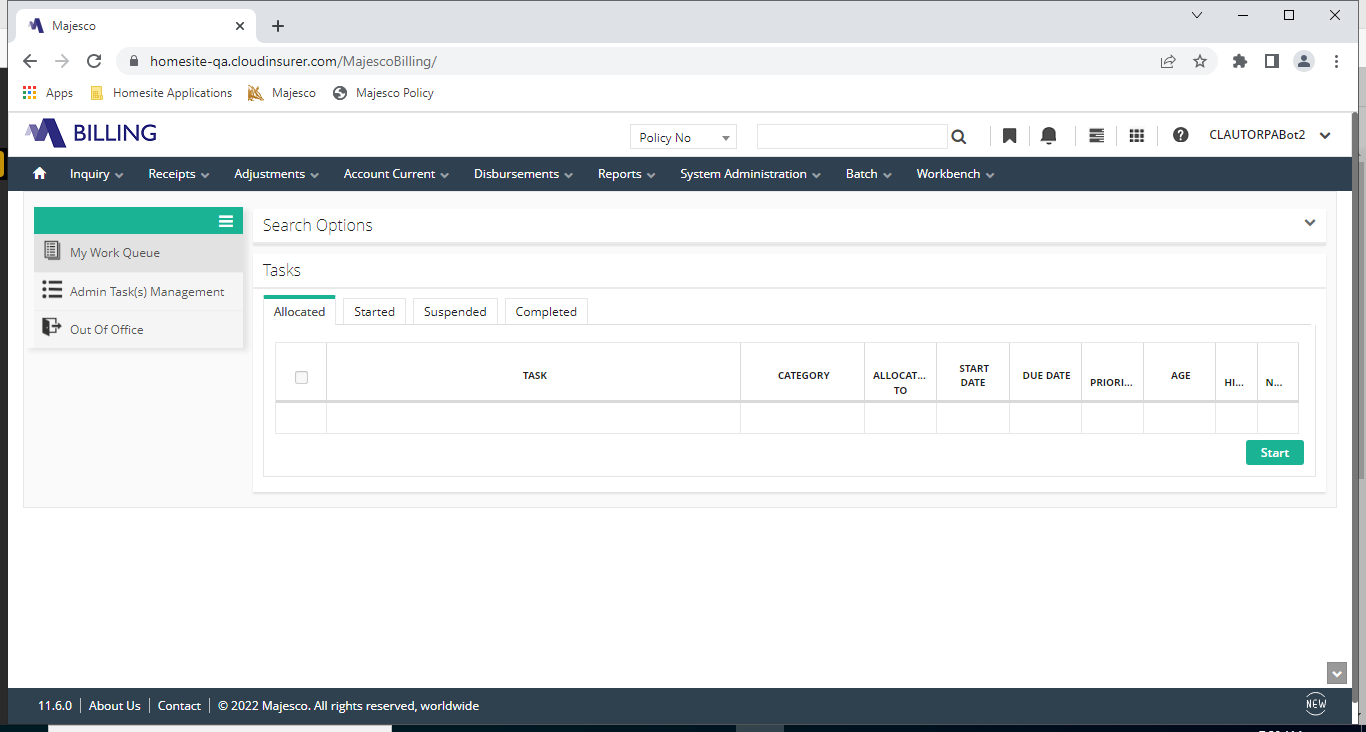 Majesco
homesite-qa.cloudinsurer.com/MajescoBilling/
Apps Homesite Applications Majesco Majesco Policy
BILLING Policy No CLAUTORPABot2
Inquiry Receipts Adjustments Account Current Disbursements Reports System Administration Batch Workbench
Search Options
My Work Queue
Admin Task(s) Management
Out Of Office
Tasks
Allocated Started Suspended Completed
TASK CATEGORY ALLOCAT... TO START DATE DUE DATE PRIORI... AGE HI... N...
Start
11.6.0 About Us Contact © 2022 Majesco. All rights reserved, worldwide
NEW